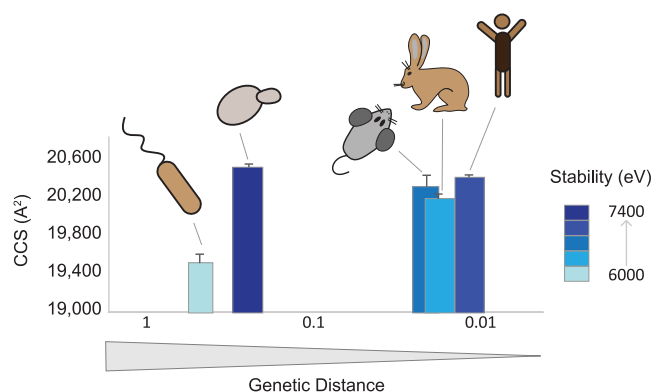 20,600
20,200
19,800
19,400
19,000
CCS (A²)
1 0.1 0.01
Genetic Distance
Stability (eV)
7400
6000